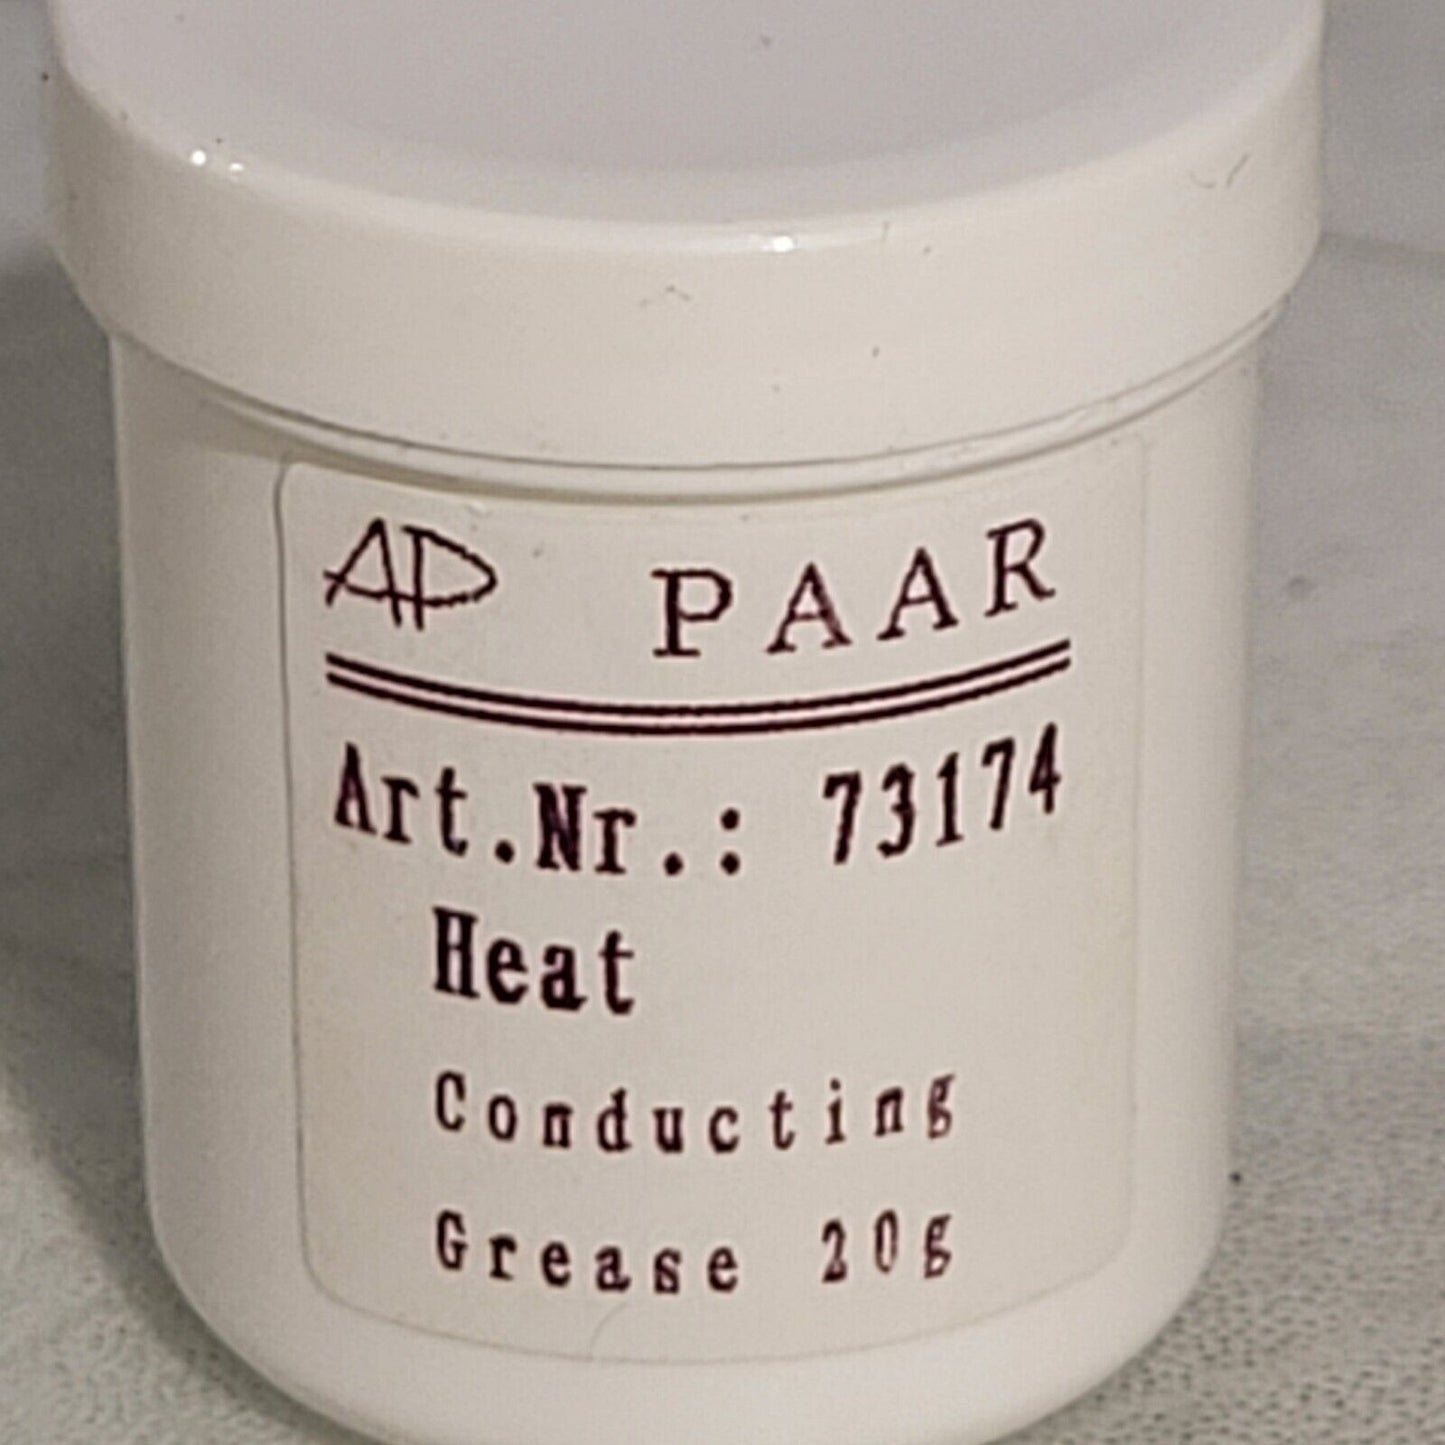 AP PAAR
Art.Nr.: 73174
Heat
Conducting
Grease 20g